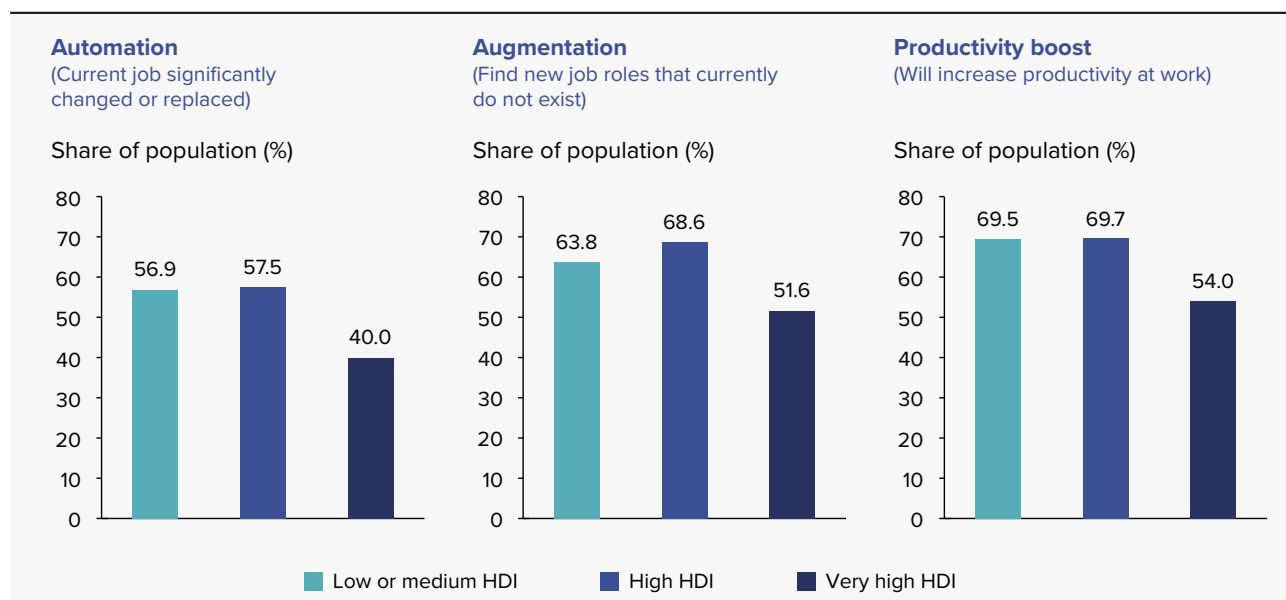 Automation
(Current job significantly
changed or replaced)
Share of population (%)
80
70
60
50
40
30
20
10
0
56.9
57.5
40.0
Augmentation
(Find new job roles that currently
do not exist)
Share of population (%)
80
70
60
50
40
30
20
10
0
63.8
68.6
51.6
Productivity boost
(Will increase productivity at work)
Share of population (%)
80
70
60
50
40
30
20
10
0
69.5
69.7
54.0
Low or medium HDI
High HDI
Very high HDI